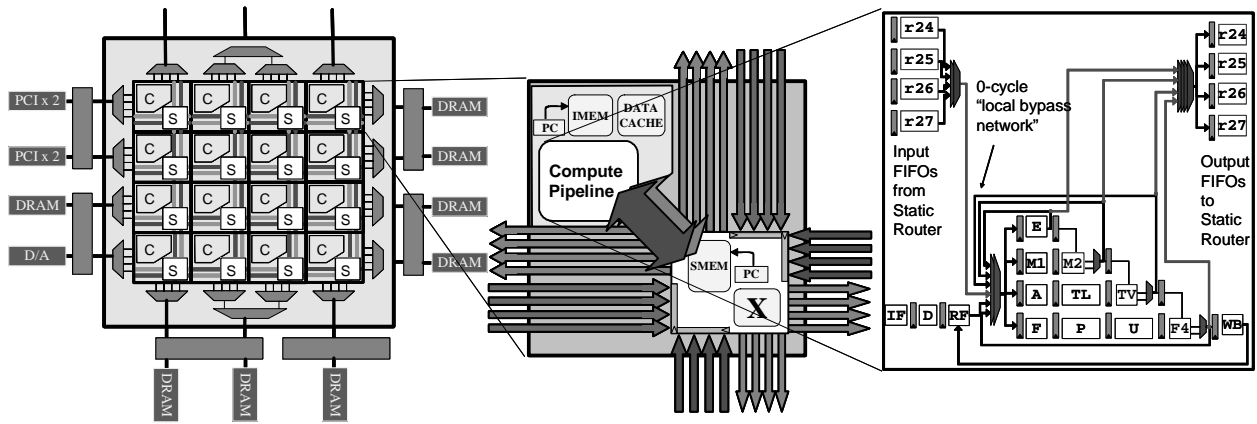 PCI x 2
PCI x 2
DRAM
D/A
C C C C
S S S S
C C C C
S S S S
C C C C
S S S S
C C C C
S S S S
DRAM
DRAM
DRAM
DRAM
DRAM
DRAM
DRAM
PC
IMEM
DATA
CACHE
Compute
Pipeline
SMEM
PC
X
r24
r25
r26
r27
Input
FIFOs
from
Static
Router
0-cycle
“local bypass
network”
r24
r25
r26
r27
Output
FIFOs
to
Static
Router
E
M1 M2
A TL TV
IF D RF F P U F4 WB